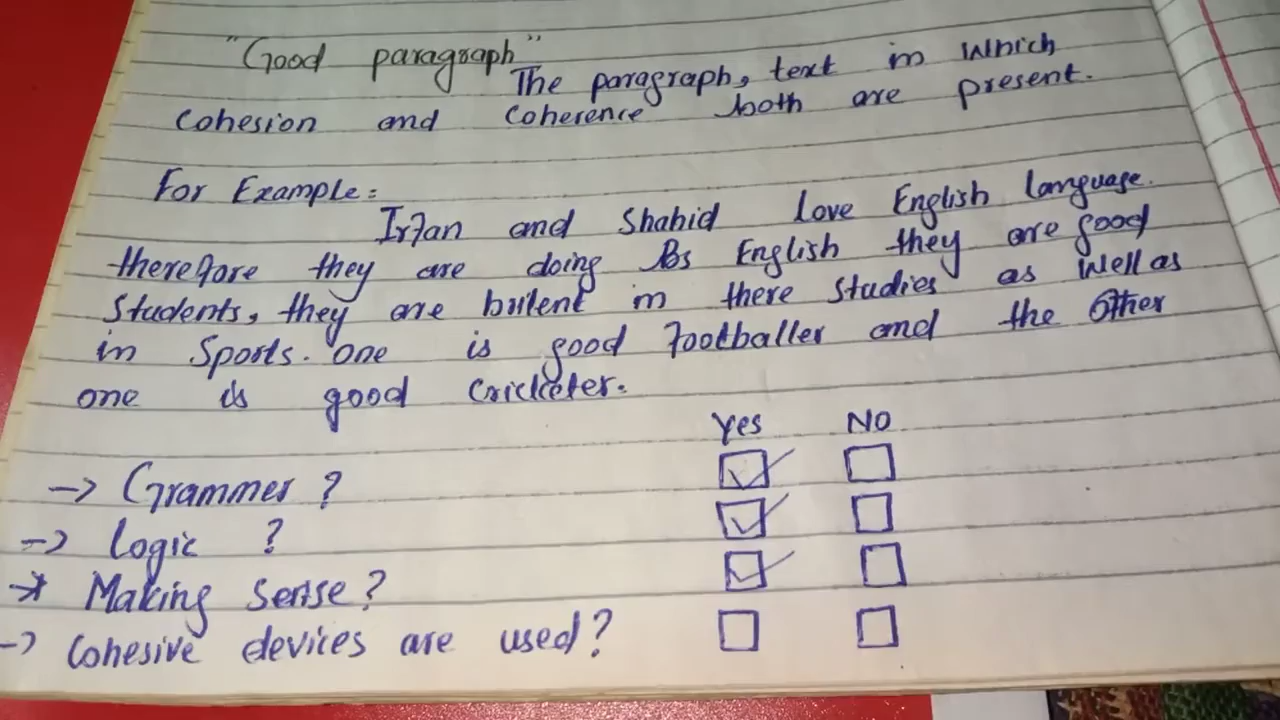 "Good paragraph"
The paragraph, text in which
cohesion and coherence both are present.
For Example:
Irfan and Shahid love English language.
therefore they are doing Bs English they are good
students, they are brilent in there studies as well as
in Sports. one is good footballer and the other
one is good cricketer.
Yes NO
→ Grammer ?
→ Logic ?
→ Making sense?
→ Cohesive devices are used?